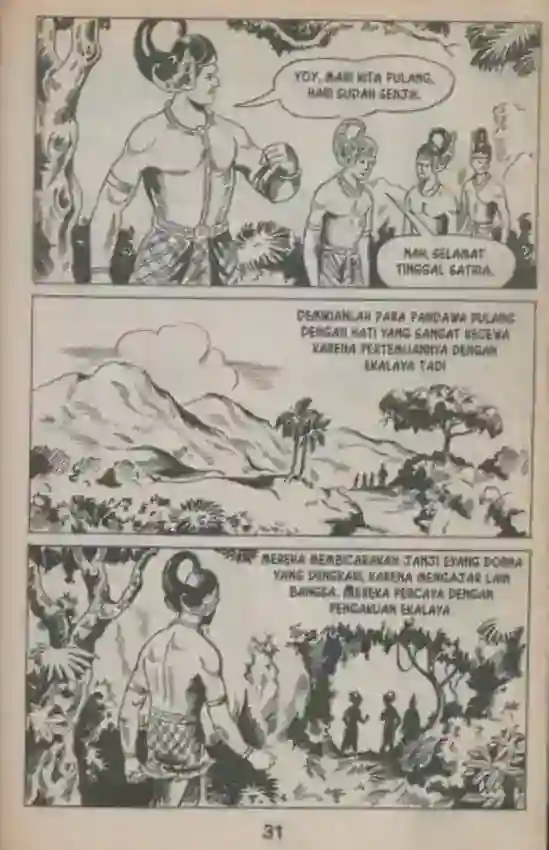 YOY, MARI KITA PULANG.
HARI SUDAH SENJA.
NAH, SELAMAT
TINGGAL SATRIA.
DEMIKIANLAH PARA PANDAWA PULANG
DENGAN HATI YANG SANGAT KECEWA
KARENA PERTEMUANNYA DENGAN
EKALAYA TADI
MEREKA MEMBICARAKAN JANJI EYANG DORNA
YANG DIINGKARI, KARENA MENGAJAR LAIN
BANGSA. MEREKA PERCAYA DENGAN
PENGAKUAN EKALAYA
31